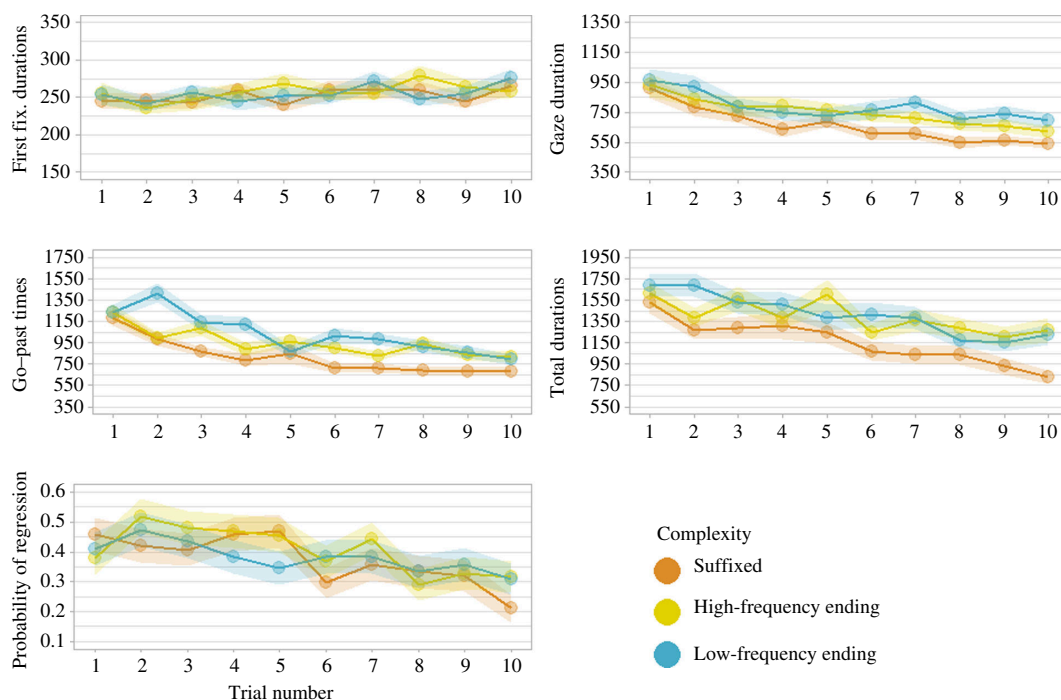 First fix. durations
350
300
250
200
150
1 2 3 4 5 6 7 8 9 10
Gaze duration
1350
1150
950
750
550
350
1 2 3 4 5 6 7 8 9 10
Go–past times
1750
1550
1350
1150
950
750
550
350
1 2 3 4 5 6 7 8 9 10
Total durations
1950
1750
1550
1350
1150
950
750
550
1 2 3 4 5 6 7 8 9 10
Probability of regression
0.6
0.5
0.4
0.3
0.2
0.1
1 2 3 4 5 6 7 8 9 10
Trial number
Complexity
Suffixed
High-frequency ending
Low-frequency ending